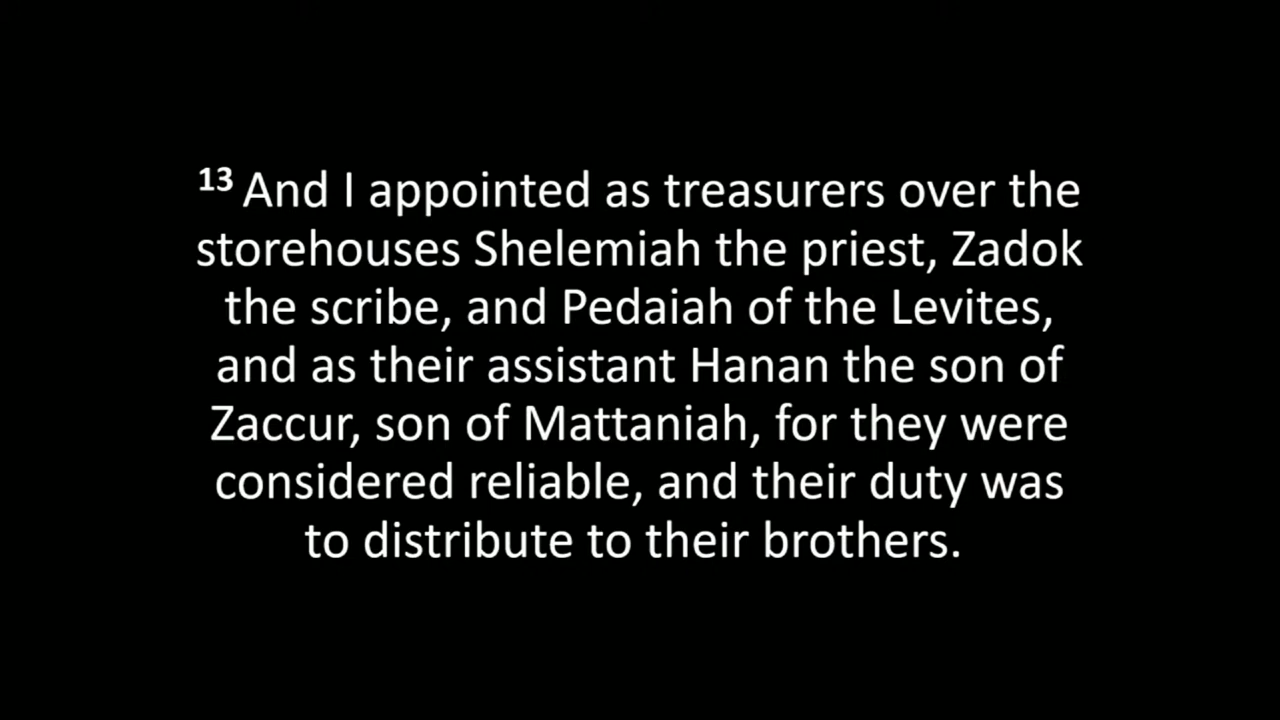 13 And I appointed as treasurers over the
storehouses Shelemiah the priest, Zadok
the scribe, and Pedaiah of the Levites,
and as their assistant Hanan the son of
Zaccur, son of Mattaniah, for they were
considered reliable, and their duty was
to distribute to their brothers.